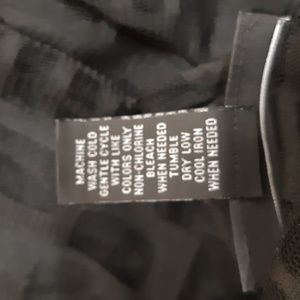 MACHINE
WASH COLD
GENTLE CYCLE
WITH LIKE
COLORS ONLY
NON-CHLORINE
BLEACH
WHEN NEEDED
TUMBLE
DRY LOW
COOL IRON
WHEN NEEDED